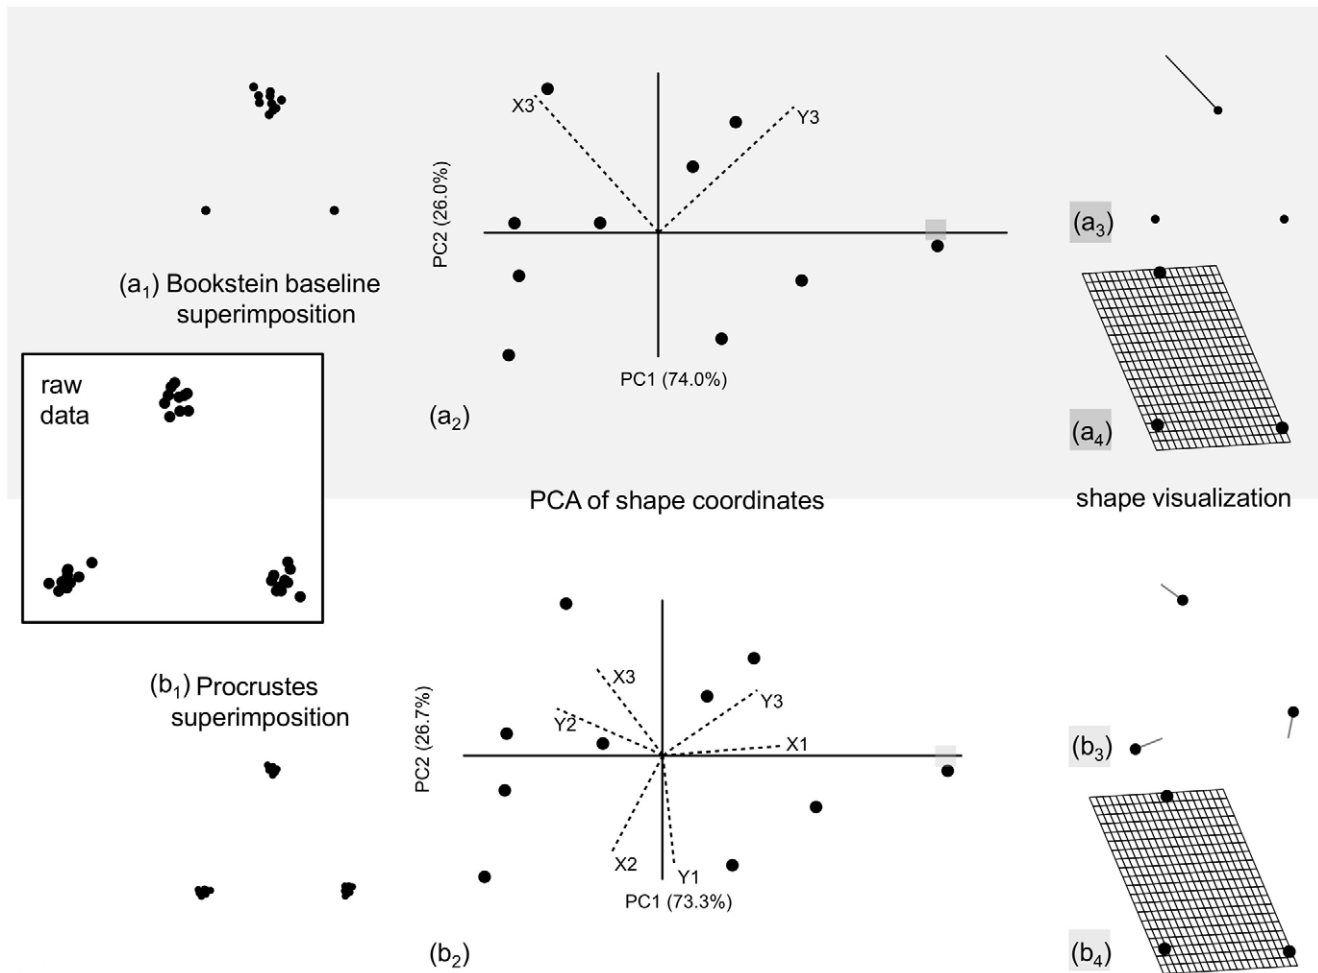 X3
Y3
PC2 (26.0%)
PC1 (74.0%)
(a₁) Bookstein baseline
superimposition
(a₂)
(a₃)
(a₄)
raw
data
PCA of shape coordinates
shape visualization
(b₁) Procrustes
superimposition
X3
Y3
Y2
X1
X2
Y1
PC2 (26.7%)
PC1 (73.3%)
(b₂)
(b₃)
(b₄)